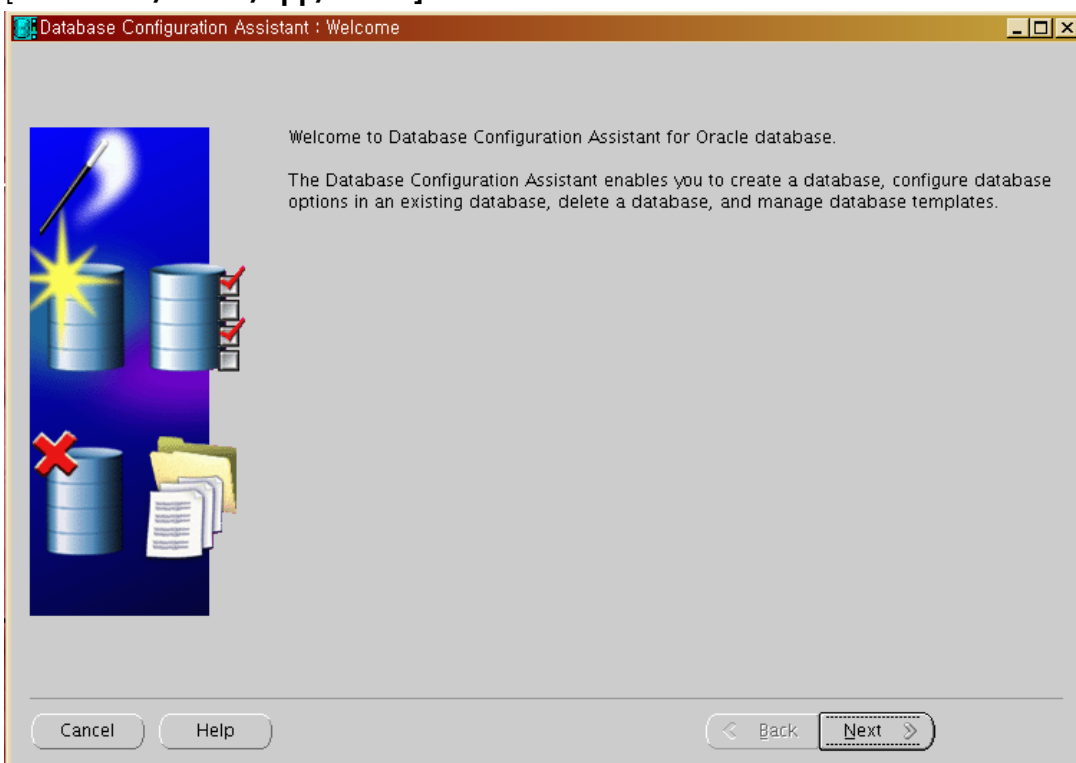 Database Configuration Assistant : Welcome
Welcome to Database Configuration Assistant for Oracle database.
The Database Configuration Assistant enables you to create a database, configure database
options in an existing database, delete a database, and manage database templates.
Cancel Help Back Next